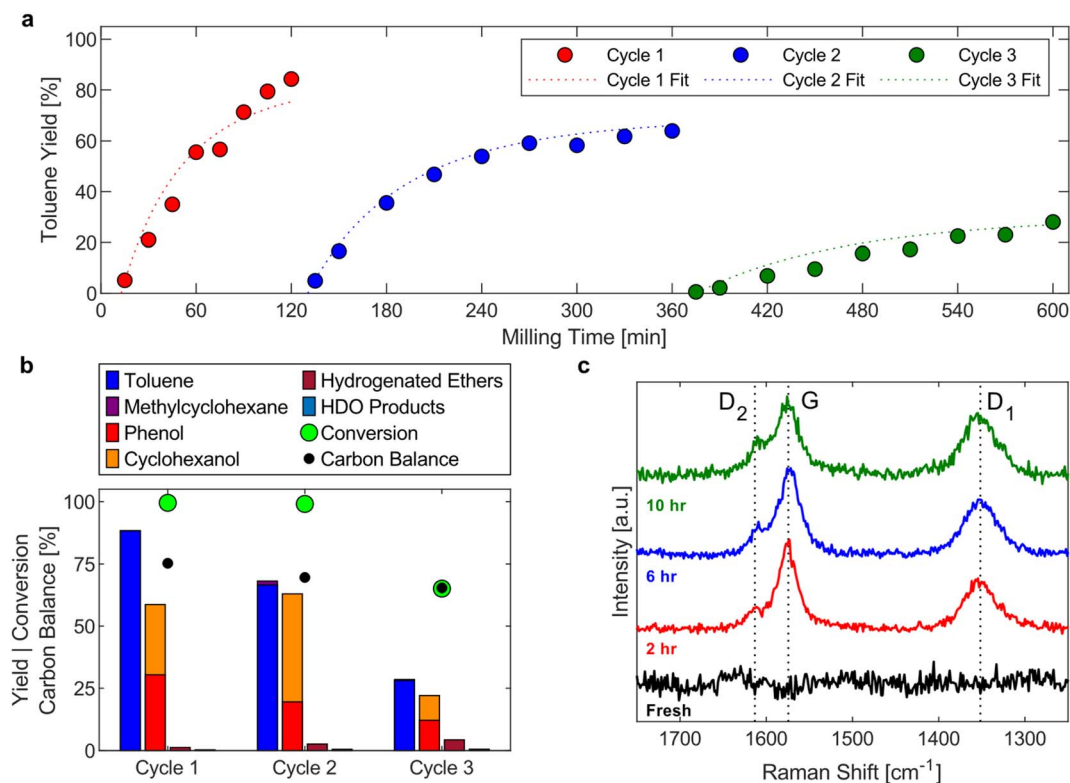 a
100
80
60
40
20
0
Toluene Yield [%]
Cycle 1 Cycle 2 Cycle 3
Cycle 1 Fit Cycle 2 Fit Cycle 3 Fit
0 60 120 180 240 300 360 420 480 540 600
Milling Time [min]
b
Toluene Hydrogenated Ethers
Methylcyclohexane HDO Products
Phenol Conversion
Cyclohexanol Carbon Balance
100
75
50
25
0
Yield | Conversion
Carbon Balance [%]
Cycle 1 Cycle 2 Cycle 3
c
D2 G D1
10 hr
6 hr
2 hr
Fresh
Intensity [a.u.]
1700 1600 1500 1400 1300
Raman Shift [cm-1]